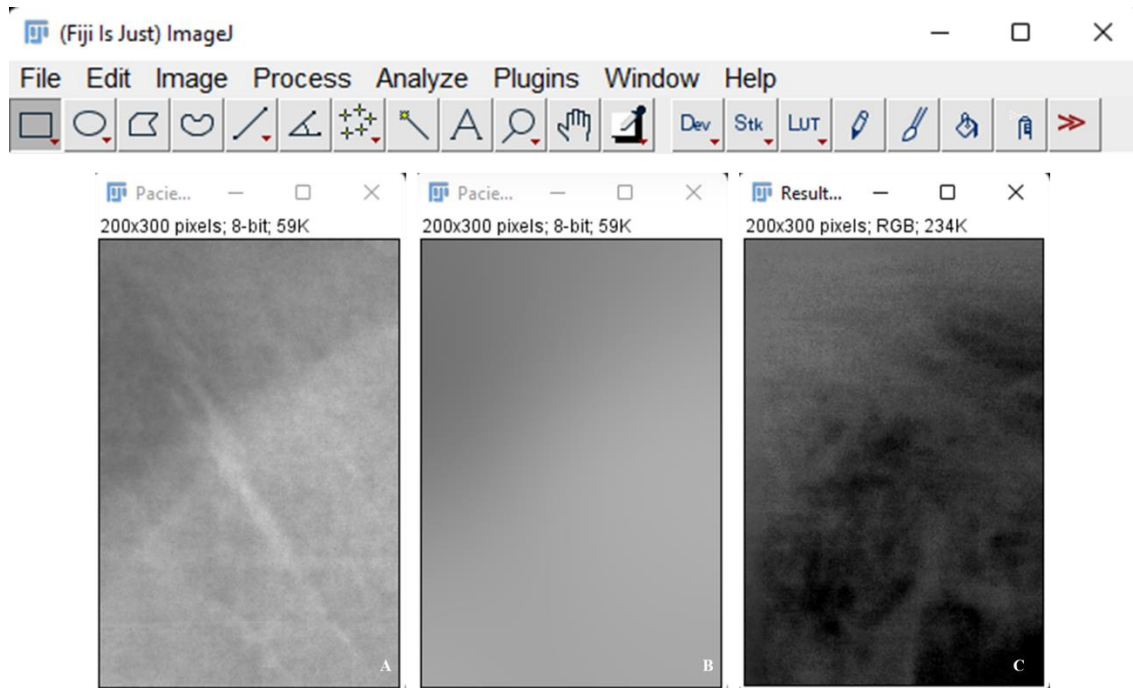 (Fiji Is Just) ImageJ
File Edit Image Process Analyze Plugins Window Help
A Dev Stk LUT
Pacie... Pacie... Result...
200x300 pixels; 8-bit; 59K 200x300 pixels; 8-bit; 59K 200x300 pixels; RGB; 234K
A B C